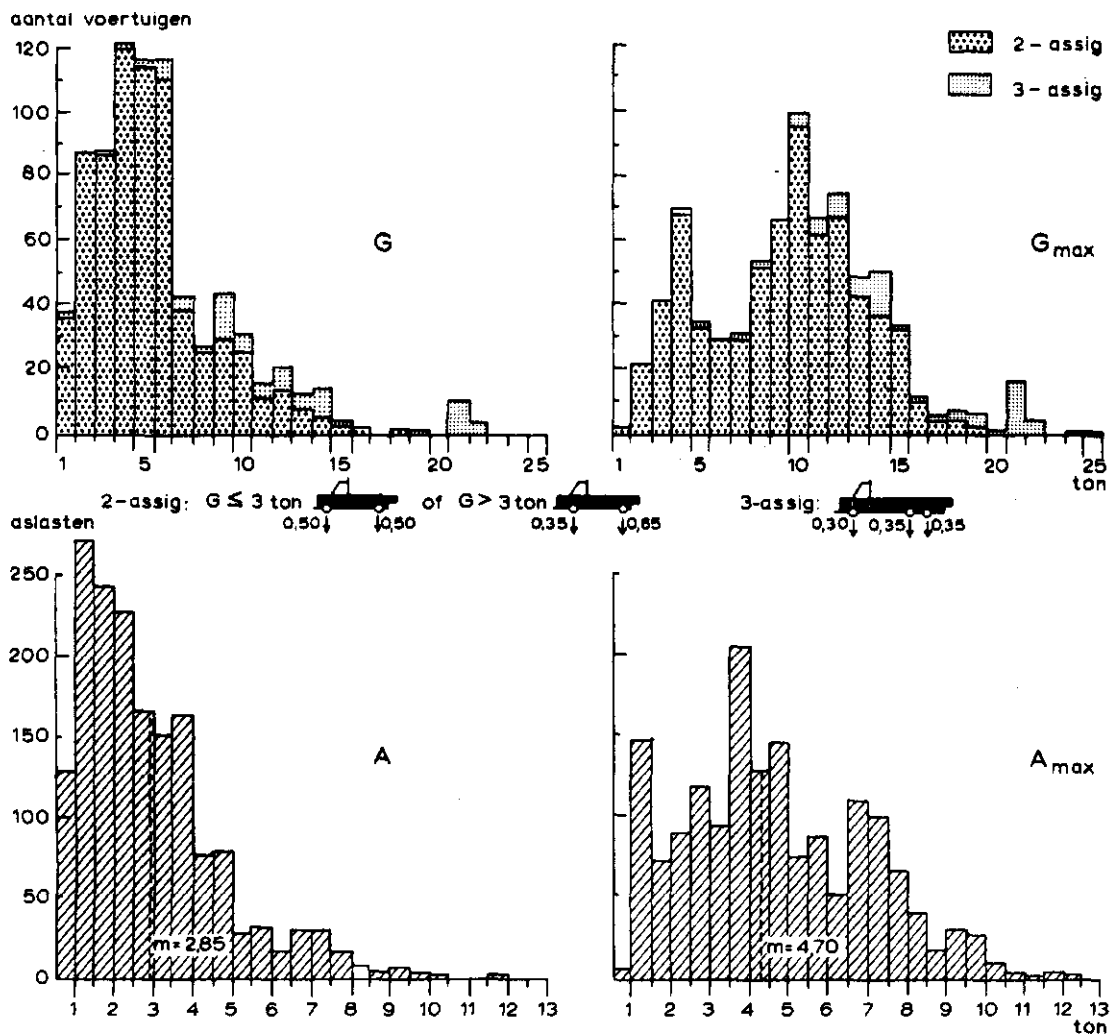 aantal voertuigen
120
100
80
60
40
20
0
1 5 10 15 20 25
G
2-assig
3-assig
G max
1 5 10 15 20 25
ton
2-assig: G ≤ 3 ton 0,50 0,50 of G > 3 ton 0,35 0,65 3-assig: 0,30 0,35 0,35
aslasten
250
200
150
100
50
0
A
m=2,85
1 2 3 4 5 6 7 8 9 10 11 12 13
A max
m=4,70
1 2 3 4 5 6 7 8 9 10 11 12 13
ton